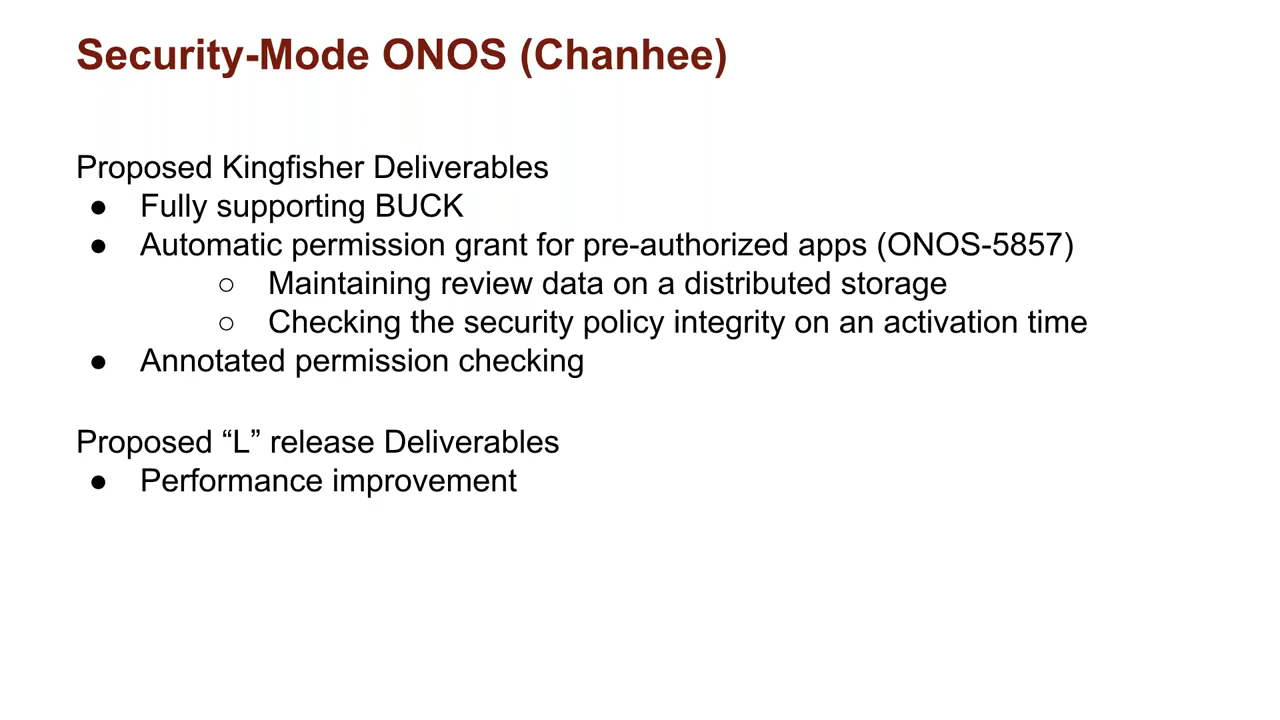 Security-Mode ONOS (Chanhee)
Proposed Kingfisher Deliverables
● Fully supporting BUCK
● Automatic permission grant for pre-authorized apps (ONOS-5857)
○ Maintaining review data on a distributed storage
○ Checking the security policy integrity on an activation time
● Annotated permission checking
Proposed “L” release Deliverables
● Performance improvement